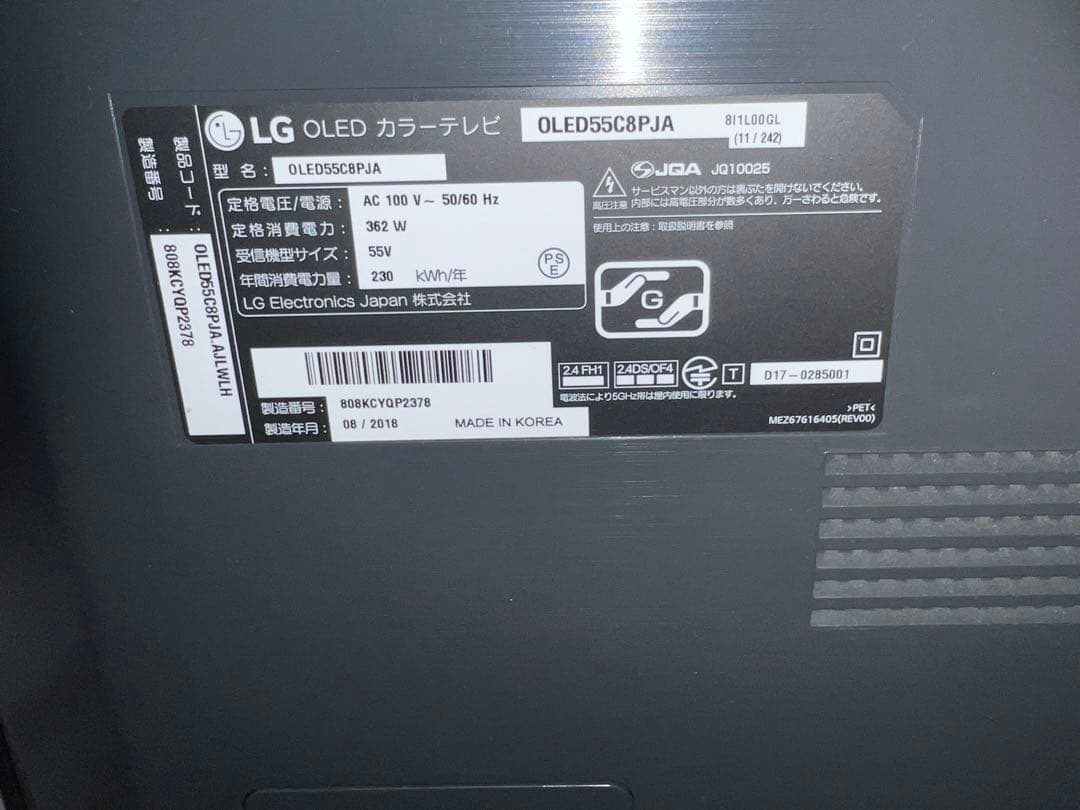 LG OLED カラーテレビ OLED55C8PJA 8I1L00GL
(11 / 242)
型 名: OLED55C8PJA
定格電圧/電源: AC 100 V~ 50/60 Hz
定格消費電力: 362 W
受信機型サイズ: 55V
年間消費電力量: 230 kWh/年
PS
E
LG Electronics Japan 株式会社
JQA JQ10025
高圧注意
サービスマン以外の方は裏ぶたを開けないでください。
内部には高電圧部分が数多くあり、万一さわると危険です。
使用上の注意:取扱説明書を参照
G
2.4 FH1 2.4DS/OF4 T D17-0285001
電波法により5GHz帯は屋内使用に限ります。
>PET<
MEZ67616405(REV00)
製造番号: 808KCYQP2378
製造年月: 08 / 2018 MADE IN KOREA
製品コード: OLED55C8PJA.AJLWLH
製造番号: 808KCYQP2378